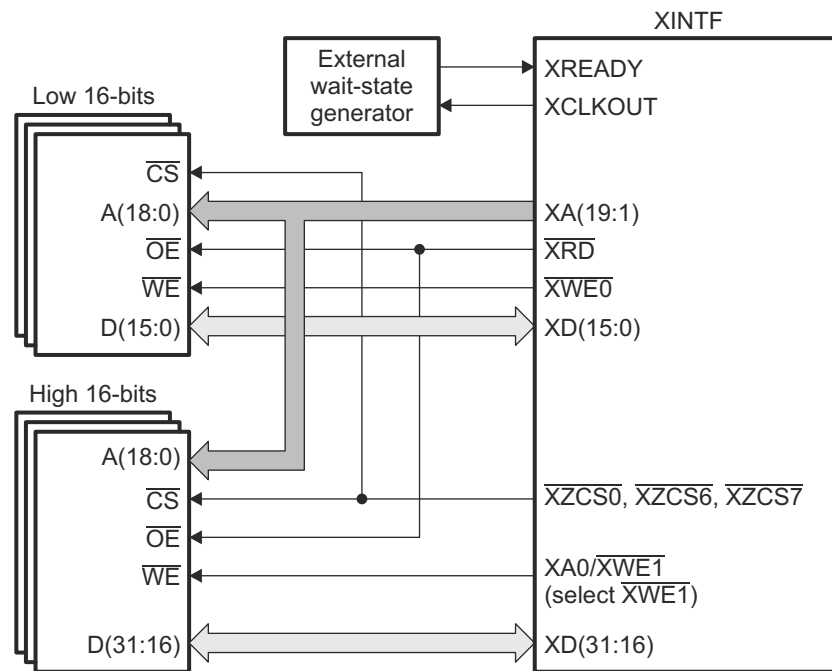 XINTF
External
wait-state
generator
XREADY
XCLKOUT
Low 16-bits
CS
A(18:0)
OE
WE
D(15:0)
XA(19:1)
XRD
XWE0
XD(15:0)
High 16-bits
A(18:0)
CS
OE
WE
D(31:16)
XZCS0, XZCS6, XZCS7
XA0/XWE1
(select XWE1)
XD(31:16)